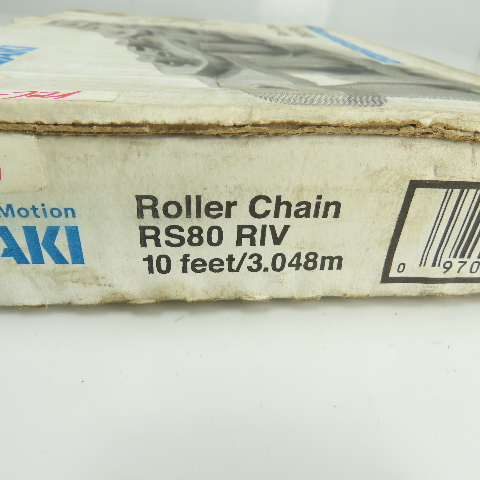 Motion
AKI
Roller Chain
RS80 RIV
10 feet/3.048m
0 970